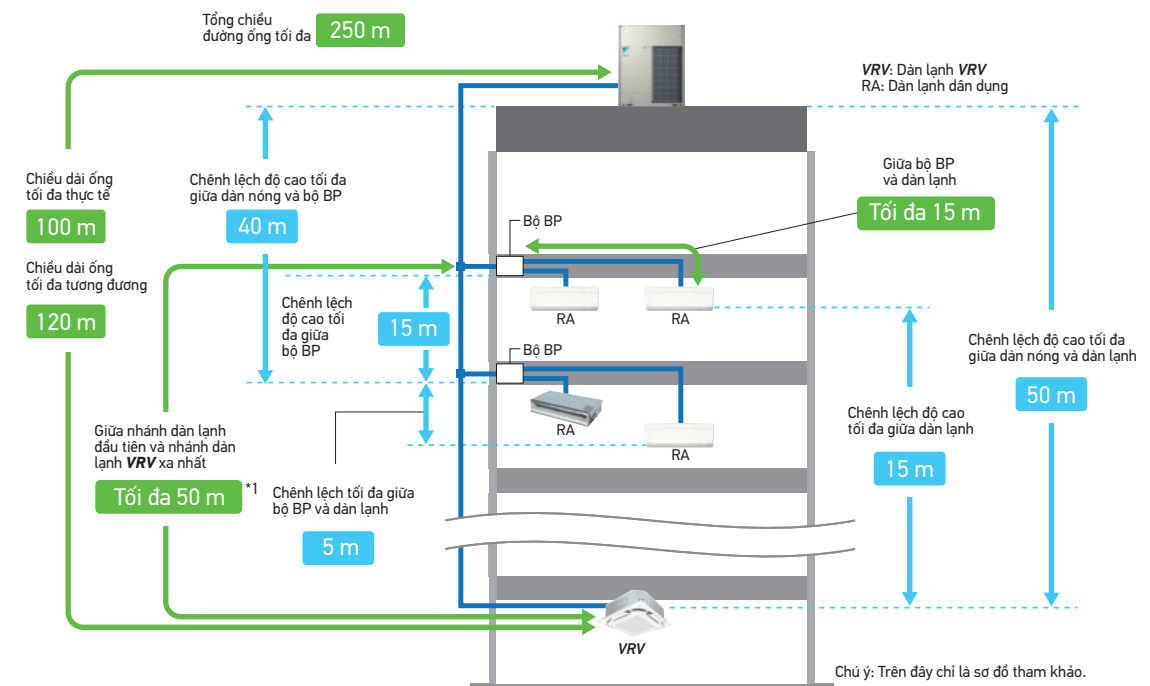 Tổng chiều
đường ống tối đa
250 m
VRV: Dàn lạnh VRV
RA: Dàn lạnh dân dụng
Chiều dài ống
tối đa thực tế
100 m
Chiều dài ống
tối đa tương đương
120 m
Chênh lệch độ cao tối đa
giữa dàn nóng và bộ BP
40 m
Giữa bộ BP
và dàn lạnh
Tối đa 15 m
Bộ BP
RA
RA
Chênh lệch
độ cao tối
đa giữa
bộ BP
15 m
Bộ BP
RA
RA
Chênh lệch độ cao tối đa
giữa dàn nóng và dàn lạnh
50 m
Chênh lệch độ cao
tối đa giữa dàn lạnh
15 m
Giữa nhánh dàn lạnh
đầu tiên và nhánh dàn
lạnh VRV xa nhất
Tối đa 50 m *1
Chênh lệch tối đa giữa
bộ BP và dàn lạnh
5 m
VRV
Chú ý: Trên đây chỉ là sơ đồ tham khảo.